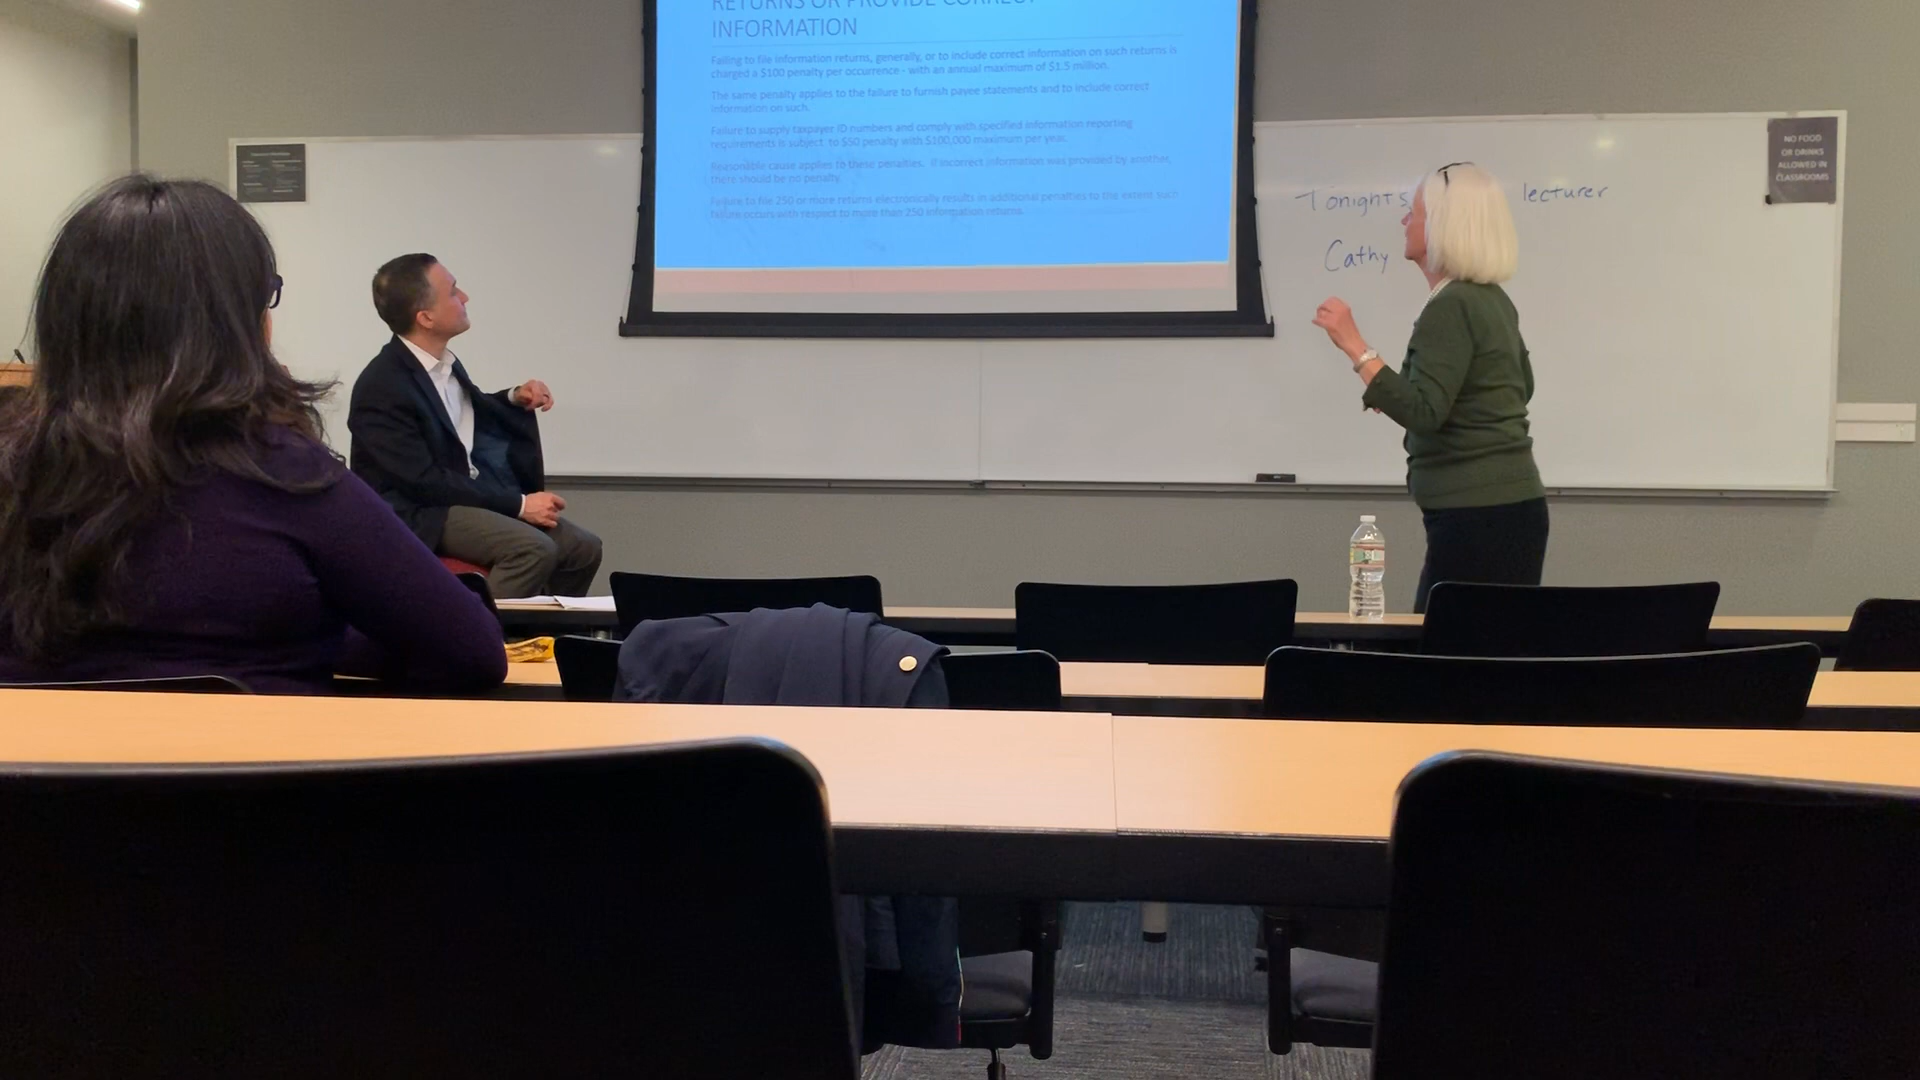 RETURNS OR PROVIDE CORRECT
INFORMATION
Failing to file information returns, generally, or to include correct information on such returns is
charged a $100 penalty per occurrence - with an annual maximum of $1.5 million.
The same penalty applies to the failure to furnish payee statements and to include correct
information on such.
Failure to supply taxpayer ID numbers and comply with specified information reporting
requirements is subject to $50 penalty with $100,000 maximum per year.
Reasonable cause applies to these penalties. If incorrect information was provided by another,
there should be no penalty.
Failure to file 250 or more returns electronically results in additional penalties to the extent such
failure occurs with respect to more than 250 information returns.
Tonights lecturer
Cathy
NO FOOD
OR DRINKS
ALLOWED IN
CLASSROOMS